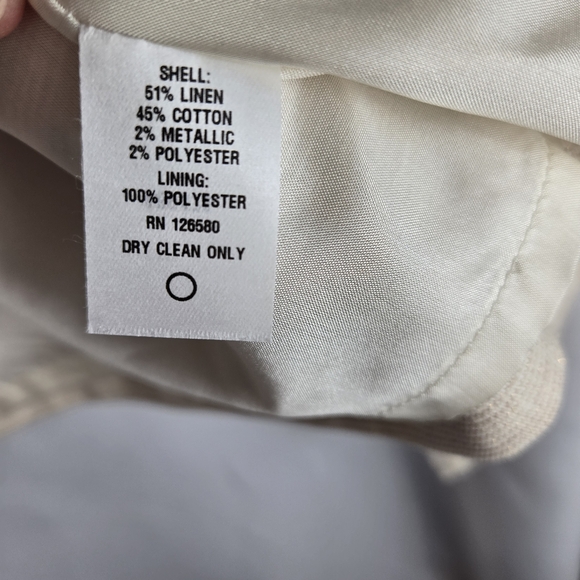 SHELL:
51% LINEN
45% COTTON
2% METALLIC
2% POLYESTER
LINING:
100% POLYESTER
RN 126580
DRY CLEAN ONLY